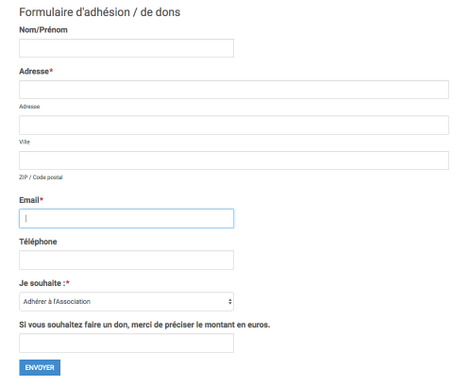 Formulaire d'adhésion / de dons
Nom/Prénom
Adresse*
Adresse
Ville
ZIP / Code postal
Email*
Téléphone
Je souhaite :*
Adhérer à l'Association
Si vous souhaitez faire un don, merci de préciser le montant en euros.
ENVOYER